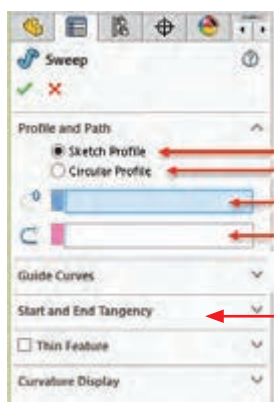 Sweep
Profile and Path
Sketch Profile
Circular Profile
Guide Curves
Start and End Tangency
Thin Feature
Curvature Display